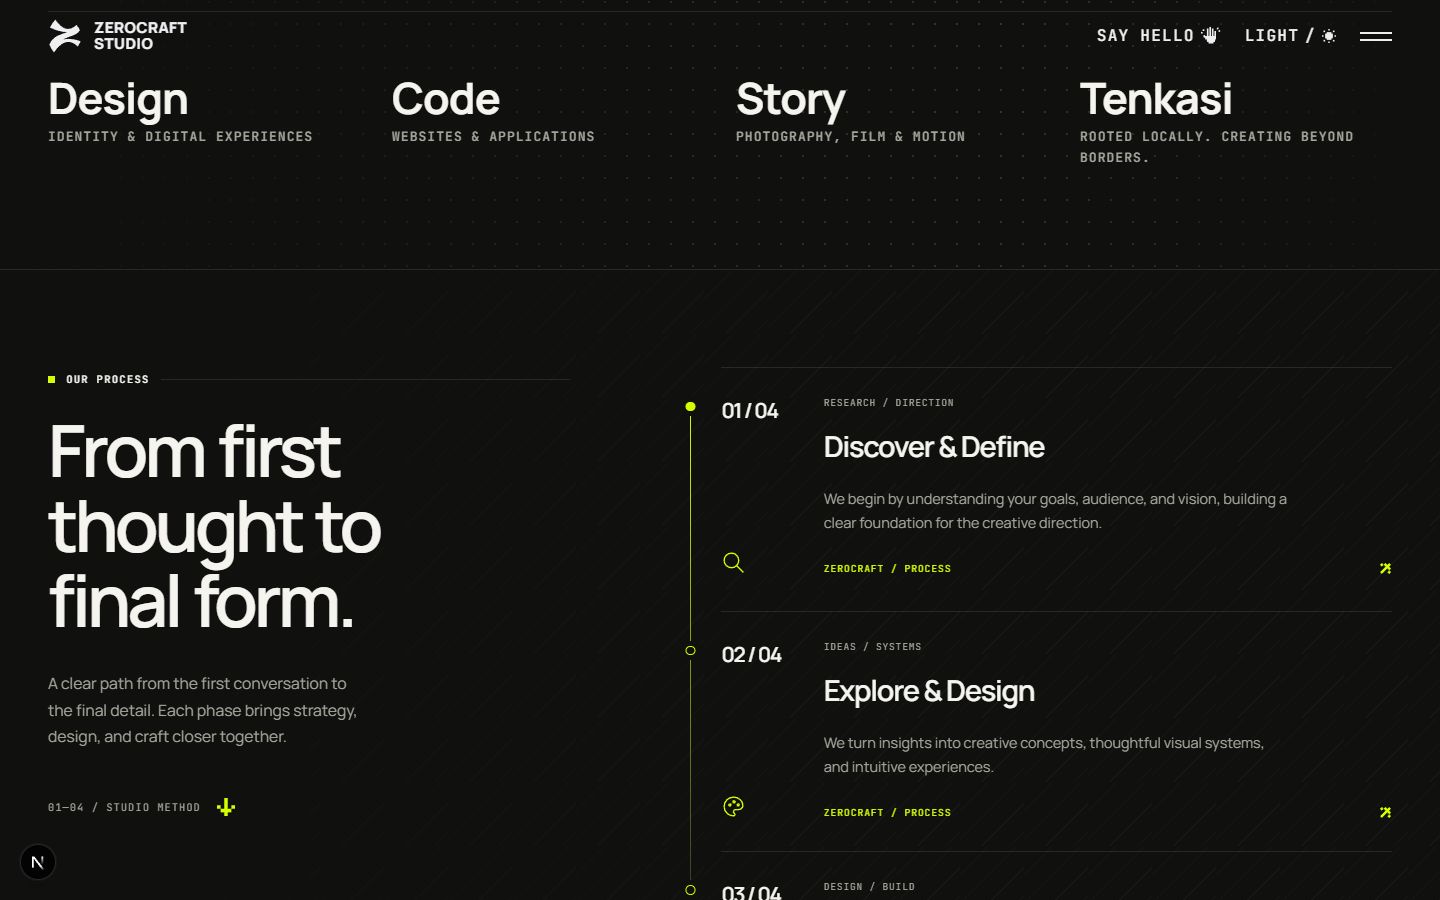 ZEROCRAFT
STUDIO
SAY HELLO
LIGHT /
Design
IDENTITY & DIGITAL EXPERIENCES
Code
WEBSITES & APPLICATIONS
Story
PHOTOGRAPHY, FILM & MOTION
Tenkasi
ROOTED LOCALLY. CREATING BEYOND
BORDERS.
OUR PROCESS
From first
thought to
final form.
A clear path from the first conversation to
the final detail. Each phase brings strategy,
design, and craft closer together.
01—04 / STUDIO METHOD
N
01 / 04
RESEARCH / DIRECTION
Discover & Define
We begin by understanding your goals, audience, and vision, building a
clear foundation for the creative direction.
ZEROCRAFT / PROCESS
02 / 04
IDEAS / SYSTEMS
Explore & Design
We turn insights into creative concepts, thoughtful visual systems,
and intuitive experiences.
ZEROCRAFT / PROCESS
03 / 04
DESIGN / BUILD